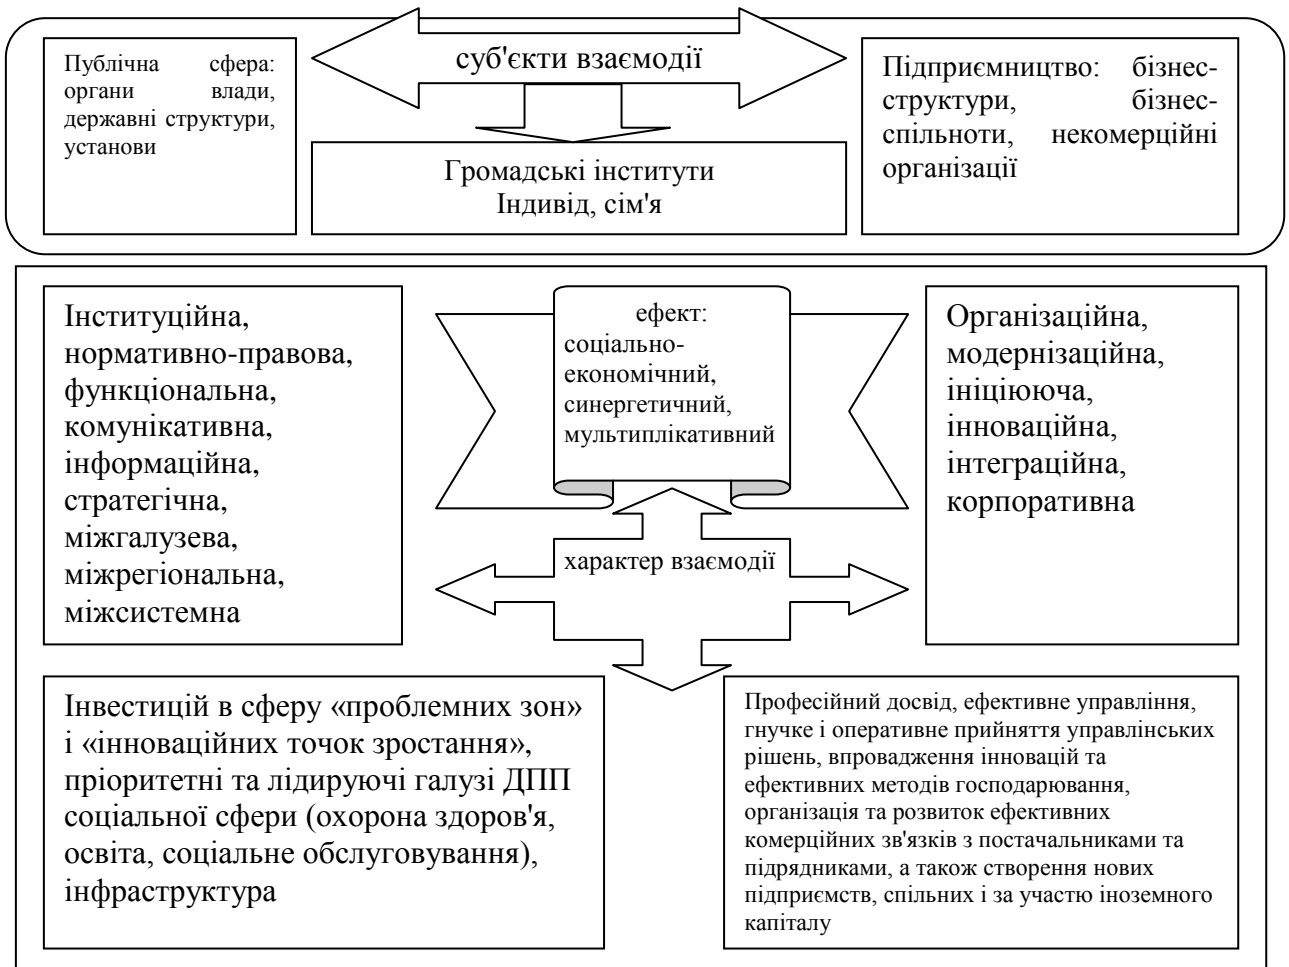 суб'єкти взаємодії
Публічна сфера:
органи влади,
державні структури,
установи
Громадські інститути
Індивід, сім'я
Підприємництво: бізнес-
структури, бізнес-
спільноти, некомерційні
організації
Інституційна,
нормативно-правова,
функціональна,
комунікативна,
інформаційна,
стратегічна,
міжгалузева,
міжрегіональна,
міжсистемна
ефект:
соціально-
економічний,
синергетичний,
мультиплікативний
Організаційна,
модернізаційна,
ініціююча,
інноваційна,
інтеграційна,
корпоративна
характер взаємодії
Інвестицій в сферу «проблемних зон»
і «інноваційних точок зростання»,
пріоритетні та лідируючі галузі ДПП
соціальної сфери (охорона здоров'я,
освіта, соціальне обслуговування),
інфраструктура
Професійний досвід, ефективне управління,
гнучке і оперативне прийняття управлінських
рішень, впровадження інновацій та
ефективних методів господарювання,
організація та розвиток ефективних
комерційних зв'язків з постачальниками та
підрядниками, а також створення нових
підприємств, спільних і за участю іноземного
капіталу